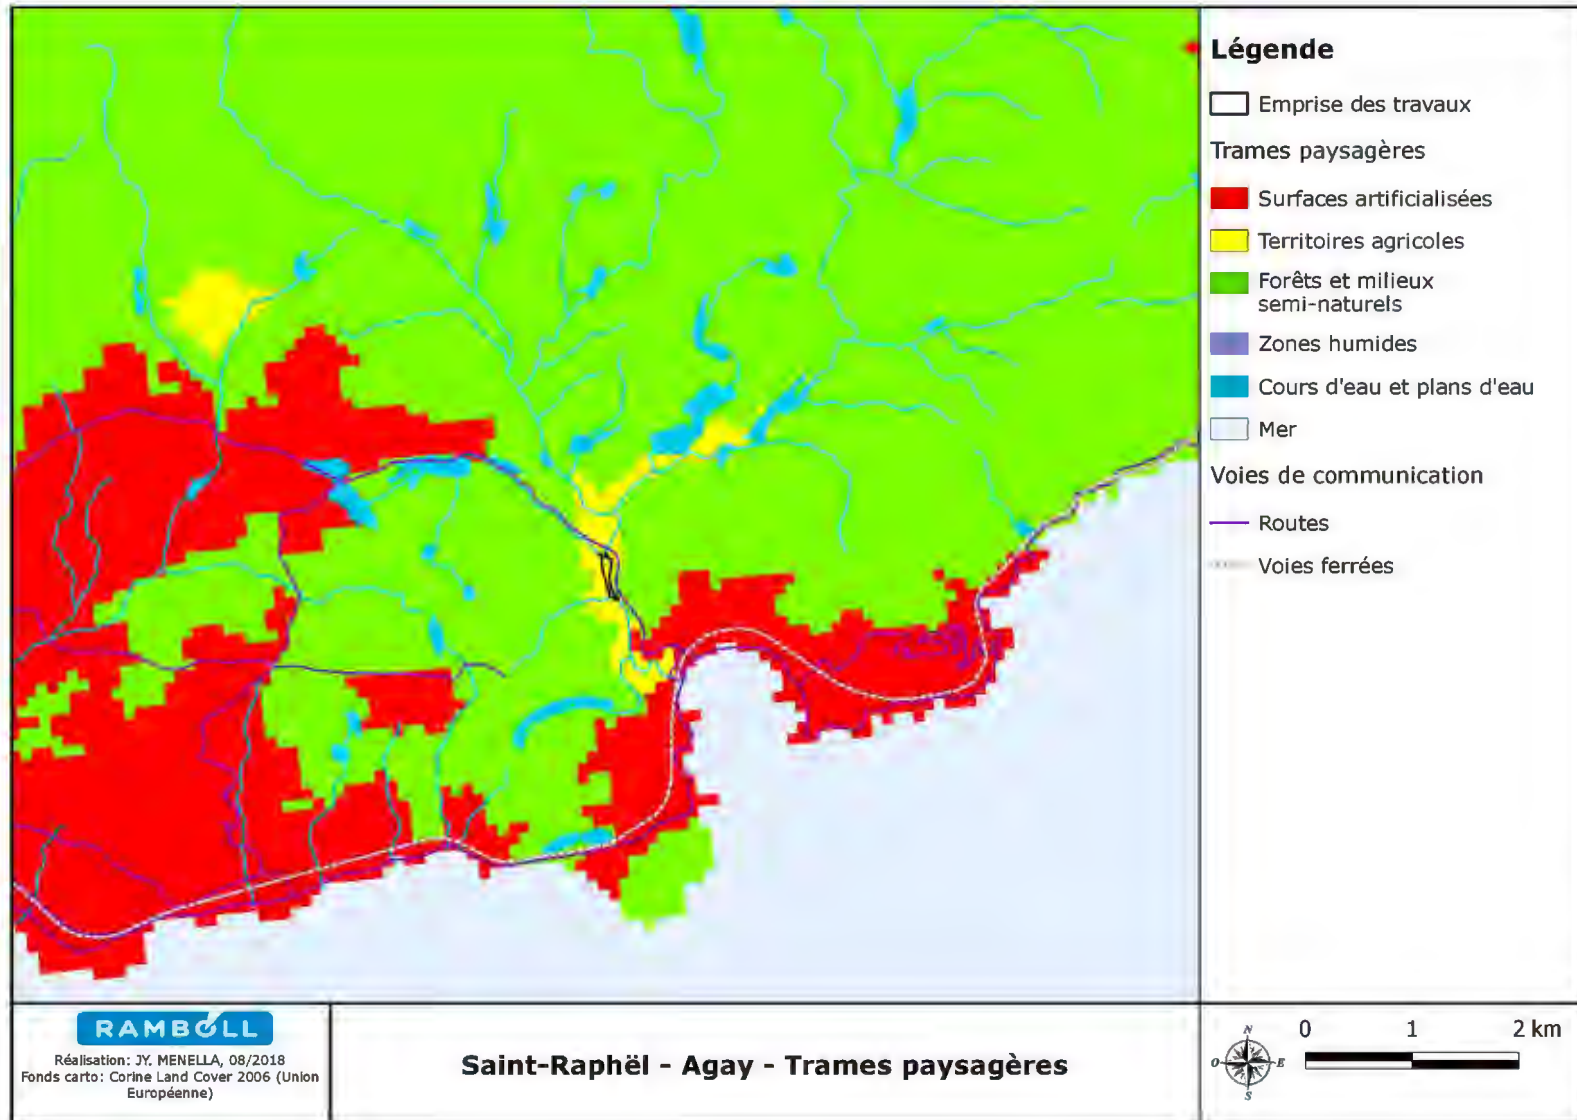 Légende
Emprise des travaux
Trames paysagères
Surfaces artificialisées
Territoires agricoles
Forêts et milieux
semi-naturels
Zones humides
Cours d'eau et plans d'eau
Mer
Voies de communication
Routes
Voies ferrées
RAMBOLL
Réalisation: JY. MENELLA, 08/2018
Fonds carto: Corine Land Cover 2006 (Union
Européenne)
Saint-Raphël - Agay - Trames paysagères
N
O
E
S
0 1 2 km